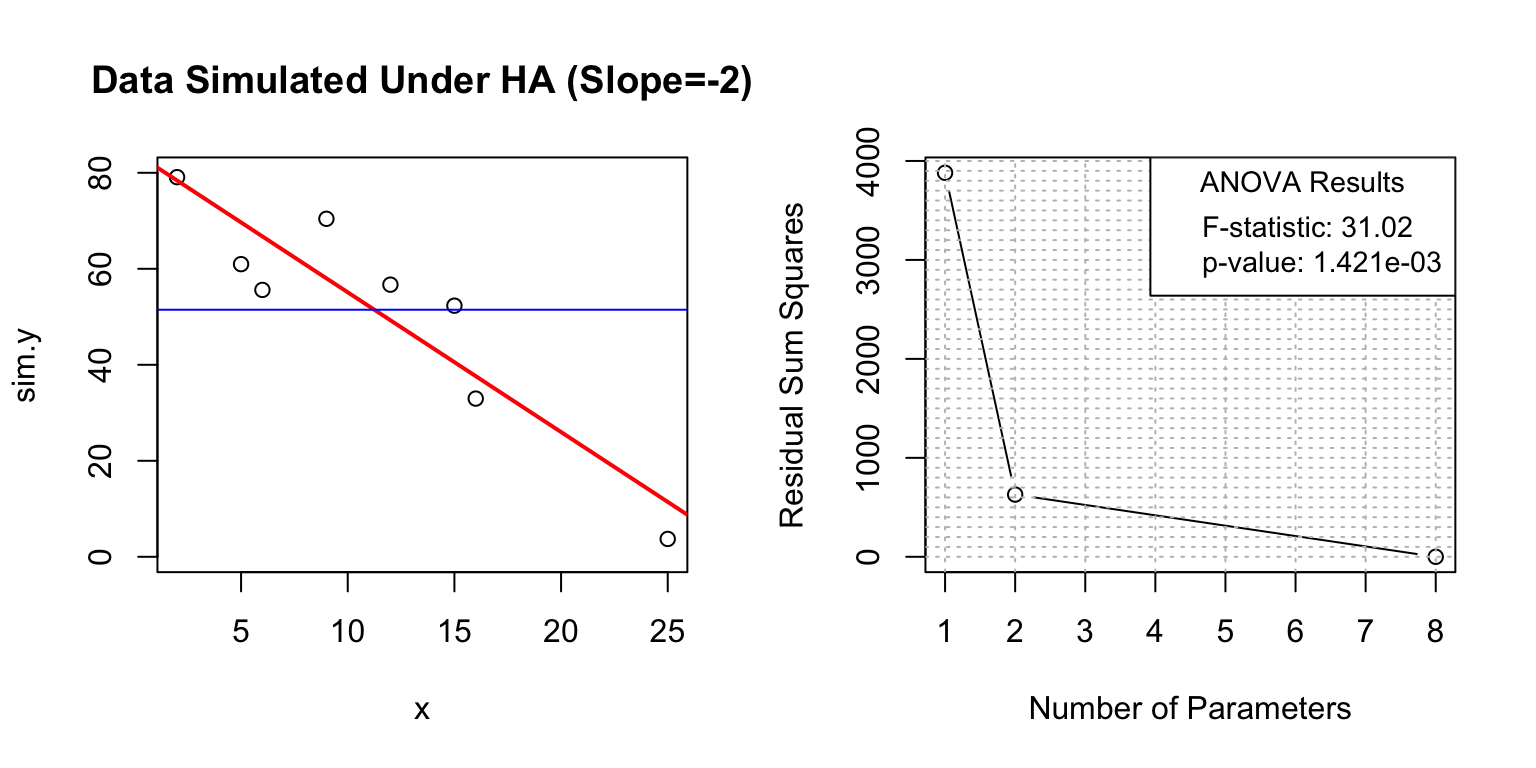 Data Simulated Under HA (Slope=-2)
sim.y
80
60
40
20
0
5 10 15 20 25
x
Residual Sum Squares
4000
3000
2000
1000
0
ANOVA Results
F-statistic: 31.02
p-value: 1.421e-03
1 2 3 4 5 6 7 8
Number of Parameters